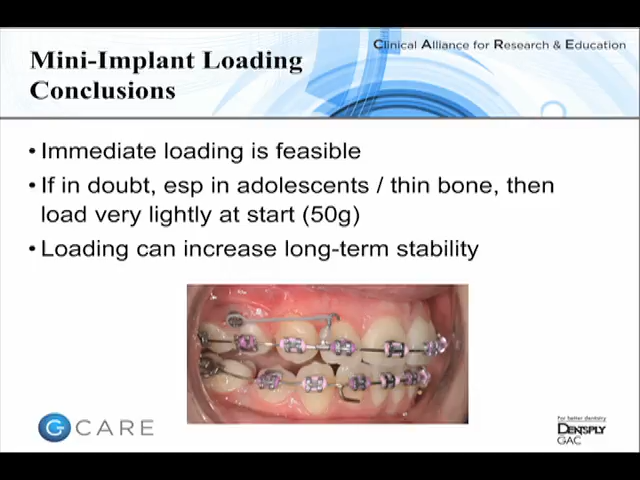 Clinical Alliance for Research & Education
Mini-Implant Loading
Conclusions
• Immediate loading is feasible
• If in doubt, esp in adolescents / thin bone, then
load very lightly at start (50g)
• Loading can increase long-term stability
G CARE
For better dentistry
DENTSPLY
GAC